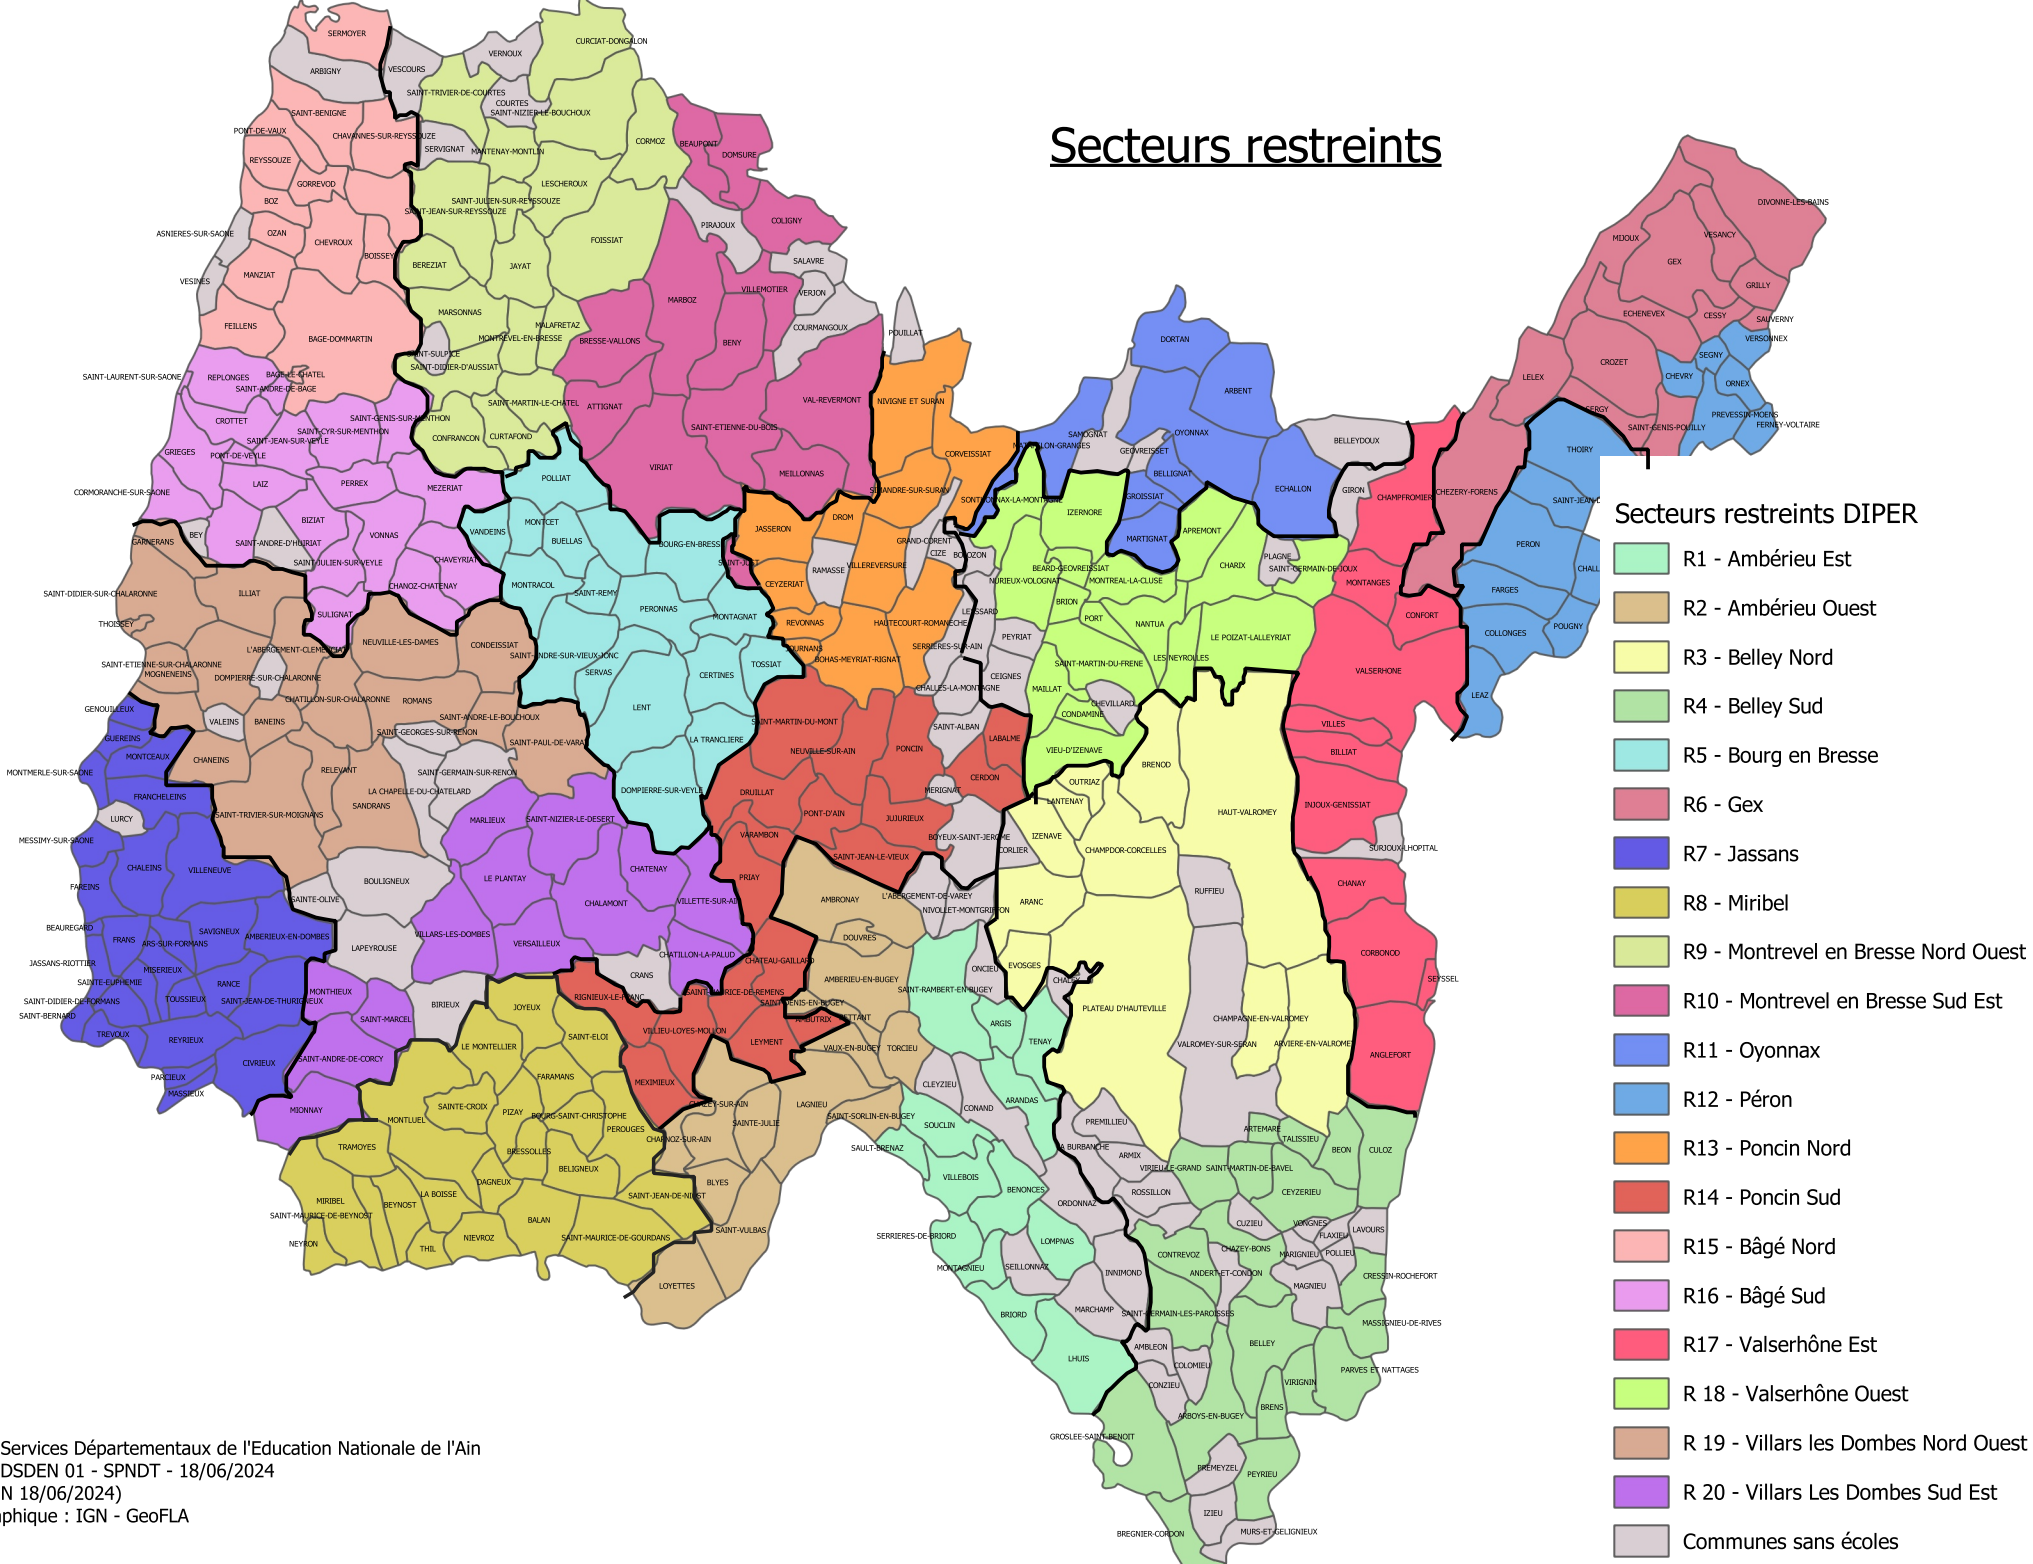 Secteurs restreints
SERMOYER
ARBIGNY
VESCOURS
VERNOUX
CURCIAT-DONGALON
SAINT-TRIVIER-DE-COURTES
COURTES
SAINT-NIZIER-LE-BOUCHOUX
SAINT-BENIGNE
PONT-DE-VAUX
CHAVANNES-SUR-REYSSOUZE
SERVIGNAT
MANTENAY-MONTLIN
CORMOZ
BEAUPONT
DOMSURE
REYSSOUZE
GORREVOD
BOZ
LESCHEROUX
SAINT-JULIEN-SUR-REYSSOUZE
SAINT-JEAN-SUR-REYSSOUZE
PIRAJOUX
COLIGNY
ASNIERES-SUR-SAONE
OZAN
CHEVROUX
BOISSEY
FOISSIAT
BEREZIAT
JAYAT
SALAVRE
VESINES
MANZIAT
VILLEMOTIER
VERJON
MARBOZ
FEILLENS
BAGE-DOMMARTIN
MARSONNAS
MALAFRETAZ
MONTREVEL-EN-BRESSE
BRESSE-VALLONS
BENY
COURMANGOUX
POUILLAT
SAINT-SULPICE
SAINT-DIDIER-D'AUSSIAT
SAINT-LAURENT-SUR-SAONE
REPLONGES
BAGE-LE-CHATEL
SAINT-ANDRE-DE-BAGE
SAINT-MARTIN-LE-CHATEL
ATTIGNAT
VAL-REVERMONT
NIVIGNE ET SURAN
CROTTET
SAINT-GENIS-SUR-MENTHON
SAINT-CYR-SUR-MENTHON
SAINT-JEAN-SUR-VEYLE
CONFRANCON
CURTAFOND
SAINT-ETIENNE-DU-BOIS
GRIEGES
PONT-DE-VEYLE
VIRIAT
MEILLONNAS
CORVEISSIAT
CORMORANCHE-SUR-SAONE
LAIZ
PERREX
MEZERIAT
POLLIAT
SIMANDRE-SUR-SURAN
BIZIAT
VONNAS
SAINT-ANDRE-D'HUIRIAT
VANDEINS
MONTCET
BUELLAS
BOURG-EN-BRESSE
JASSERON
DROM
GARNERANS
BEY
SAINT-JULIEN-SUR-VEYLE
CHAVEYRIAT
CHANOZ-CHATENAY
MONTRACOL
SAINT-REMY
SAINT-JUST
CEYZERIAT
RAMASSE
VILLEREVERSURE
GRAND-CORENT
CIZE
BOLOZON
SAINT-DIDIER-SUR-CHALARONNE
ILLIAT
SULIGNAT
PERONNAS
MONTAGNAT
REVONNAS
HAUTECOURT-ROMANECHE
THOISSEY
NEUVILLE-LES-DAMES
CONDEISSIAT
SAINT-ANDRE-SUR-VIEUX-JONC
TOSSIAT
JOURNANS
BOHAS-MEYRIAT-RIGNAT
SERRIERES-SUR-AIN
LEYSSARD
PEYRIAT
SAINT-ETIENNE-SUR-CHALARONNE
MOGNENEINS
L'ABERGEMENT-CLEMENCIAT
DOMPIERRE-SUR-CHALARONNE
SERVAS
CERTINES
CHALLES-LA-MONTAGNE
CEIGNES
GENOUILLEUX
CHATILLON-SUR-CHALARONNE
ROMANS
SAINT-ANDRE-LE-BOUCHOUX
LENT
VALEINS
BANEINS
SAINT-GEORGES-SUR-RENON
SAINT-PAUL-DE-VARAX
LA TRANCLIERE
SAINT-MARTIN-DU-MONT
NEUVILLE-SUR-AIN
PONCIN
SAINT-ALBAN
LABALME
GUEREINS
MONTCEAUX
CHANEINS
RELEVANT
SAINT-GERMAIN-SUR-RENON
MONTMERLE-SUR-SAONE
FRANCHELEINS
LA CHAPELLE-DU-CHATELARD
SANDRANS
DOMPIERRE-SUR-VEYLE
DRUILLAT
PONT-D'AIN
JUJURIEUX
MERIGNAT
CERDON
LURCY
SAINT-TRIVIER-SUR-MOIGNANS
MARLIEUX
SAINT-NIZIER-LE-DESERT
VARAMBON
BOYEUX-SAINT-JEROME
CORLIER
MESSIMY-SUR-SAONE
CHALEINS
VILLENEUVE
SAINT-JEAN-LE-VIEUX
FAREINS
BOULIGNEUX
LE PLANTAY
CHATENAY
PRIAY
SAINTE-OLIVE
CHALAMONT
VILLETTE-SUR-AIN
AMBRONAY
L'ABERGEMENT-DE-VAREY
NIVOLLET-MONTGRIFFON
BEAUREGARD
FRANS
SAVIGNEUX
ARS-SUR-FORMANS
AMBERIEUX-EN-DOMBES
VILLARS-LES-DOMBES
VERSAILLEUX
LAPEYROUSE
DOUVRES
JASSANS-RIOTTIER
MISERIEUX
CHATILLON-LA-PALUD
CHATEAU-GAILLARD
SAINTE-EUPHEMIE
RANCE
CRANS
AMBERIEU-EN-BUGEY
SAINT-DIDIER-DE-FORMANS
TOUSSIEUX
SAINT-JEAN-DE-THURIGNEUX
MONTHIEUX
BIRIEUX
JOYEUX
RIGNIEUX-LE-FRANC
SAINT-MAURICE-DE-REMENS
SAINT-DENIS-EN-BUGEY
SAINT-RAMBERT-EN-BUGEY
ONCIEU
SAINT-BERNARD
SAINT-MARCEL
AMBUTRIX
BETTANT
TREVOUX
REYRIEUX
LE MONTELLIER
SAINT-ELOI
VILLIEU-LOYES-MOLLON
LEYMENT
VAUX-EN-BUGEY
TORCIEU
ARGIS
TENAY
CIVRIEUX
SAINT-ANDRE-DE-CORCY
PARCIEUX
MASSIEUX
FARAMANS
MEXIMIEUX
CLEYZIEU
MIONNAY
MONTLUEL
SAINTE-CROIX
PIZAY
BOURG-SAINT-CHRISTOPHE
PEROUGES
CHAZEY-SUR-AIN
LAGNIEU
SAINTE-JULIE
SAINT-SORLIN-EN-BUGEY
CONAND
ARANDAS
TRAMOYES
BRESSOLLES
CHARNOZ-SUR-AIN
SAULT-BRENAZ
SOUCLIN
BELIGNEUX
DAGNEUX
LA BOISSE
BLYES
VILLEBOIS
BENONCES
ORDONNAZ
MIRIBEL
SAINT-MAURICE-DE-BEYNOST
BEYNOST
SAINT-JEAN-DE-NIOST
BALAN
SAINT-VULBAS
NEYRON
THIL
NIEVROZ
SAINT-MAURICE-DE-GOURDANS
SERRIERES-DE-BRIORD
LOMPNAS
MONTAGNIEU
SEILLONNAZ
INNIMOND
LOYETTES
BRIORD
MARCHAMP
LHUIS
DORTAN
ARBENT
SAMOGNAT
MATAFELON-GRANGES
OYONNAX
GEOVREISSET
BELLIGNAT
BELLEYDOUX
ECHALLON
GIRON
GROISSIAT
SONTHONNAX-LA-MONTAGNE
IZERNORE
MARTIGNAT
APREMONT
PLAGNE
SAINT-GERMAIN-DE-JOUX
CHARIX
BEARD-GEOVREISSIAT
NURIEUX-VOLOGNAT
MONTREAL-LA-CLUSE
BRION
PORT
NANTUA
LE POIZAT-LALLEYRIAT
SAINT-MARTIN-DU-FRENE
LES NEYROLLES
MAILLAT
CHEVILLARD
CONDAMINE
VIEU-D'IZENAVE
OUTRIAZ
BRENOD
LANTENAY
HAUT-VALROMEY
IZENAVE
CHAMPDOR-CORCELLES
RUFFIEU
ARANC
EVOSGES
CHALEY
PLATEAU D'HAUTEVILLE
CHAMPAGNE-EN-VALROMEY
VALROMEY-SUR-SERAN
ARVIERE-EN-VALROMEY
CHAMPFROMIER
MONTANGES
CONFORT
VALSERHONE
VILLES
BILLIAT
INJOUX-GENISSIAT
SURJOUX-LHOPITAL
CHANAY
CORBONOD
SEYSSEL
ANGLEFORT
PREMILLIEU
LA BURBANCHE
ARMIX
ARTEMARE
TALISSIEU
BEON
CULOZ
VIRIEU-LE-GRAND
SAINT-MARTIN-DE-BAVEL
ROSSILLON
CEYZERIEU
CUZIEU
VONGNES
FLAXIEU
LAVOURS
CONTREVOZ
CHAZEY-BONS
MARIGNIEU
POLLIEU
ANDERT-ET-CONDON
MAGNIEU
CRESSIN-ROCHEFORT
SAINT-GERMAIN-LES-PAROISSES
MASSIGNIEU-DE-RIVES
AMBLEON
BELLEY
COLOMIEU
CONZIEU
VIRIGNIN
PARVES ET NATTAGES
BRENS
ARBOYS-EN-BUGEY
GROSLEE-SAINT-BENOIT
PREMEYZEL
PEYRIEU
IZIEU
BREGNIER-CORDON
MURS-ET-GELIGNIEUX
DIVONNE-LES-BAINS
MIJOUX
VESANCY
GEX
GRILLY
ECHENEVEX
CESSY
SAUVERNY
VERSONNEX
SEGNY
CROZET
LELEX
CHEVRY
ORNEX
SERGY
PREVESSIN-MOENS
FERNEY-VOLTAIRE
SAINT-GENIS-POUILLY
THOIRY
CHEZERY-FORENS
SAINT-JEAN-D
PERON
CHALL
FARGES
COLLONGES
POUGNY
LEAZ
Secteurs restreints DIPER
R1 - Ambérieu Est
R2 - Ambérieu Ouest
R3 - Belley Nord
R4 - Belley Sud
R5 - Bourg en Bresse
R6 - Gex
R7 - Jassans
R8 - Miribel
R9 - Montrevel en Bresse Nord Ouest
R10 - Montrevel en Bresse Sud Est
R11 - Oyonnax
R12 - Péron
R13 - Poncin Nord
R14 - Poncin Sud
R15 - Bâgé Nord
R16 - Bâgé Sud
R17 - Valserhône Est
R 18 - Valserhône Ouest
R 19 - Villars les Dombes Nord Ouest
R 20 - Villars Les Dombes Sud Est
Communes sans écoles
Services Départementaux de l'Education Nationale de l'Ain
DSDEN 01 - SPNDT - 18/06/2024
N 18/06/2024)
phique : IGN - GeoFLA